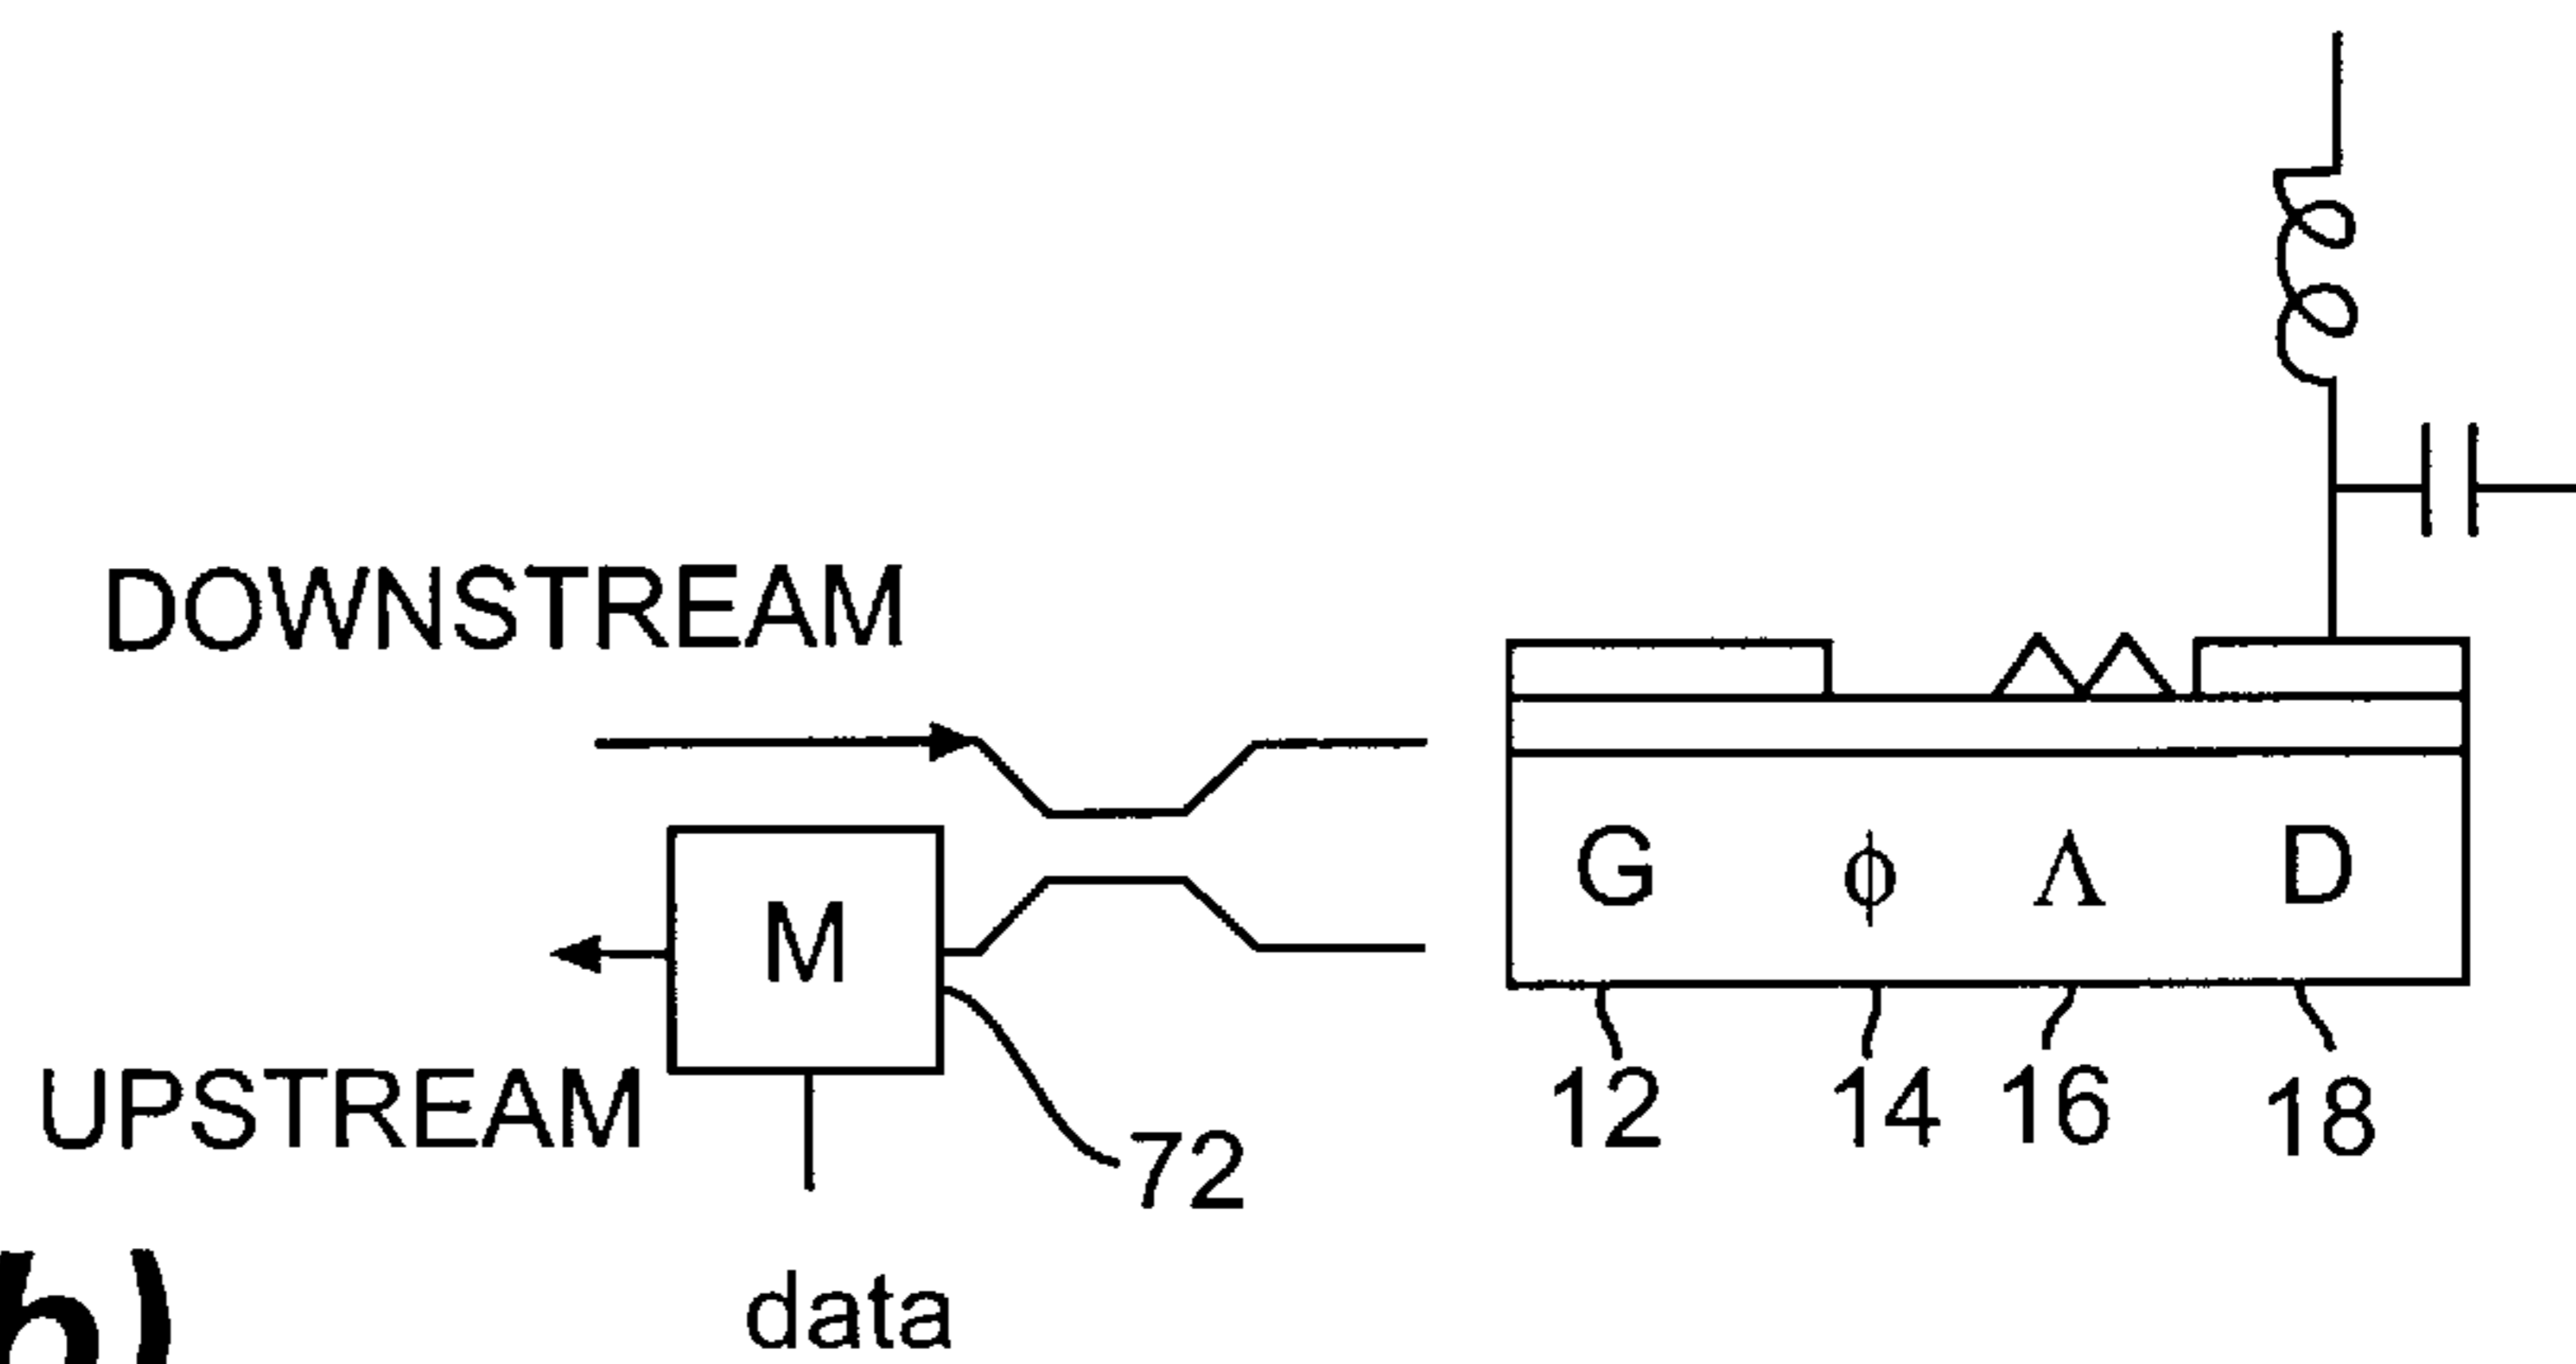 DOWNSTREAM
G ϕ Λ D
M
UPSTREAM
12 14 16 18
72
data
b)